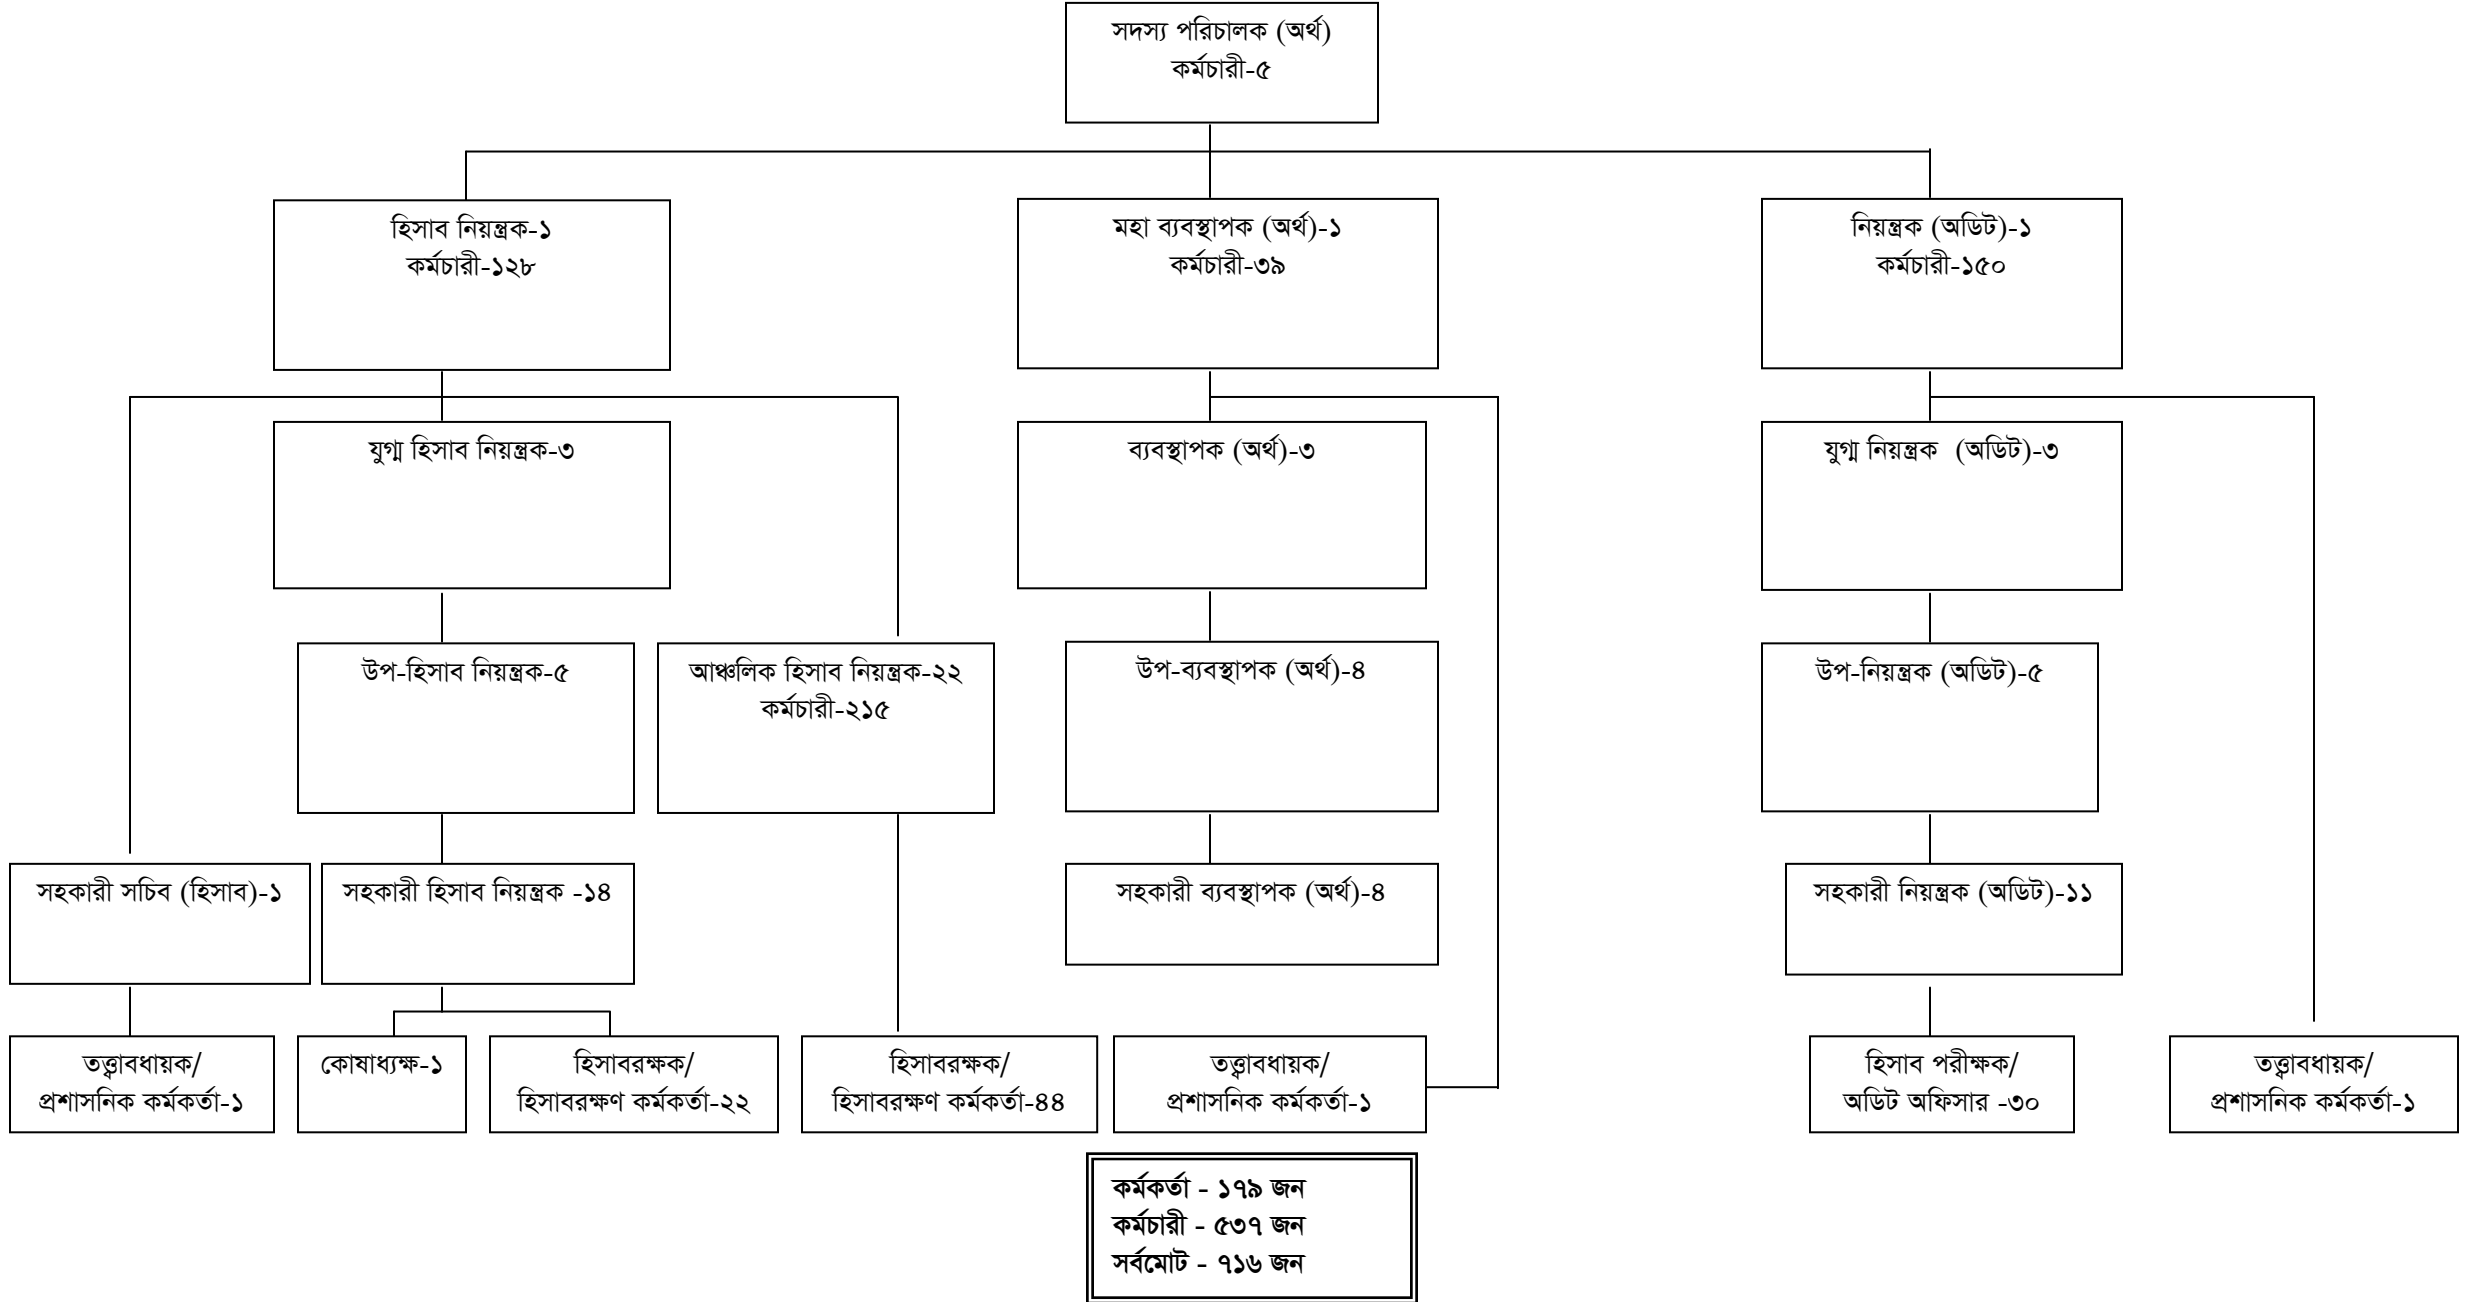 সদস্য পরিচালক (অর্থ)
কর্মচারী-৫
হিসাব নিয়ন্ত্রক-১
কর্মচারী-১২৮
মহা ব্যবস্থাপক (অর্থ)-১
কর্মচারী-৩৯
নিয়ন্ত্রক (অডিট)-১
কর্মচারী-১৫০
যুগ্ম হিসাব নিয়ন্ত্রক-৩
ব্যবস্থাপক (অর্থ)-৩
যুগ্ম নিয়ন্ত্রক (অডিট)-৩
উপ-হিসাব নিয়ন্ত্রক-৫
আঞ্চলিক হিসাব নিয়ন্ত্রক-২২
কর্মচারী-২১৫
উপ-ব্যবস্থাপক (অর্থ)-৪
উপ-নিয়ন্ত্রক (অডিট)-৫
সহকারী সচিব (হিসাব)-১
সহকারী হিসাব নিয়ন্ত্রক -১৪
সহকারী ব্যবস্থাপক (অর্থ)-৪
সহকারী নিয়ন্ত্রক (অডিট)-১১
তত্ত্বাবধায়ক/
প্রশাসনিক কর্মকর্তা-১
কোষাধ্যক্ষ-১
হিসাবরক্ষক/
হিসাবরক্ষণ কর্মকর্তা-২২
হিসাবরক্ষক/
হিসাবরক্ষণ কর্মকর্তা-৪৪
তত্ত্বাবধায়ক/
প্রশাসনিক কর্মকর্তা-১
হিসাব পরীক্ষক/
অডিট অফিসার -৩০
তত্ত্বাবধায়ক/
প্রশাসনিক কর্মকর্তা-১
কর্মকর্তা - ১৭৯ জন
কর্মচারী - ৫৩৭ জন
সর্বমোট - ৭১৬ জন